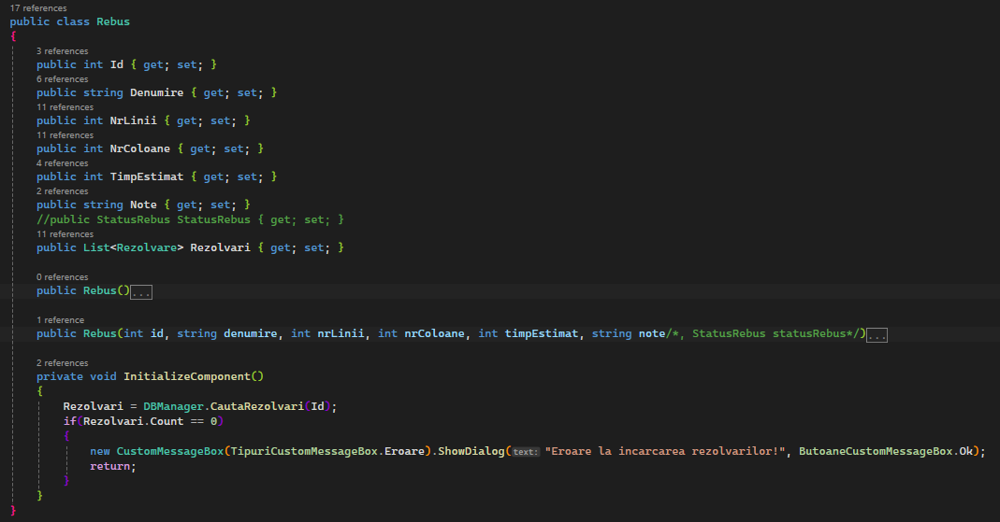 17 references
public class Rebus
{
3 references
public int Id { get; set; }
6 references
public string Denumire { get; set; }
11 references
public int NrLinii { get; set; }
11 references
public int NrColoane { get; set; }
4 references
public int TimpEstimat { get; set; }
2 references
public string Note { get; set; }
//public StatusRebus StatusRebus { get; set; }
11 references
public List<Rezolvare> Rezolvari { get; set; }
0 references
public Rebus()...
1 reference
public Rebus(int id, string denumire, int nrLinii, int nrColoane, int timpEstimat, string note/*, StatusRebus statusRebus*/)...
2 references
private void InitializeComponent()
{
Rezolvari = DBManager.CautaRezolvari(Id);
if(Rezolvari.Count == 0)
{
new CustomMessageBox(TipuriCustomMessageBox.Eroare).ShowDialog(text: "Eroare la incarcarea rezolvarilor!", ButoaneCustomMessageBox.Ok);
return;
}
}
}